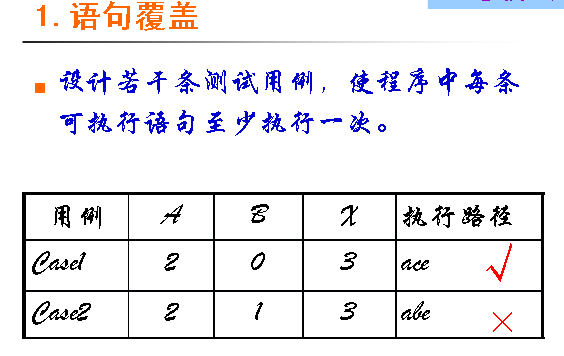 1. 语句覆盖
设计若干条测试用例，使程序中每条
可执行语句至少执行一次。
用例 A B X 执行路径
Case1 2 0 3 ace √
Case2 2 1 3 abe ×